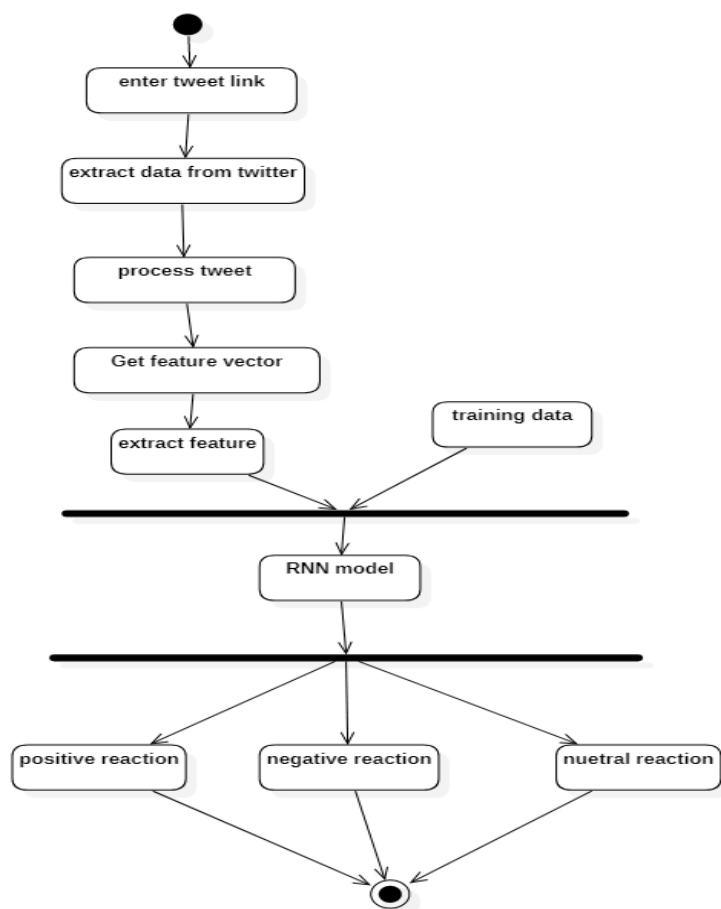 enter tweet link
extract data from twitter
process tweet
Get feature vector
training data
extract feature
RNN model
positive reaction
negative reaction
nuetral reaction